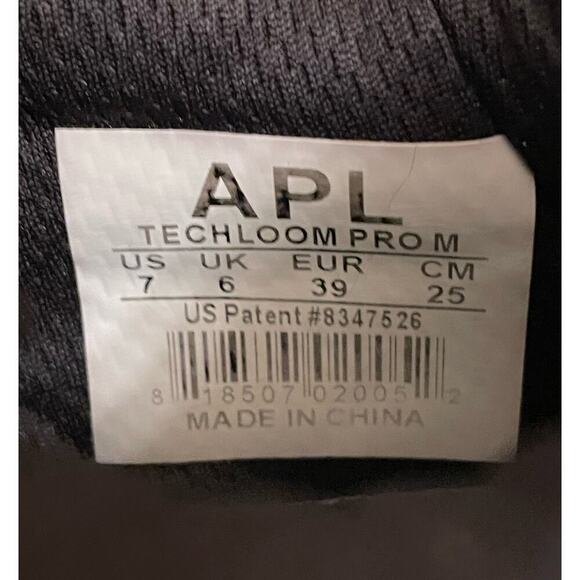 APL
TECHLOOM PRO M
US UK EUR CM
7 6 39 25
US Patent #8347526
8 18507 02005 2
MADE IN CHINA